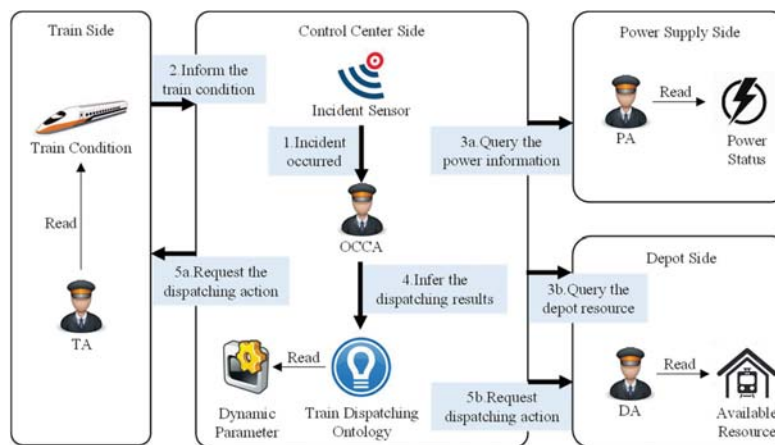 Train Side
Control Center Side
Power Supply Side
2.Inform the
train condition
Incident Sensor
Train Condition
1.Incident
occurred
3a.Query the
power information
Read
PA
Power
Status
Read
OCCA
5a.Request the
dispatching action
4.Infer the
dispatching results
Depot Side
3b.Query the
depot resource
TA
Read
Dynamic
Parameter
Train Dispatching
Ontology
5b.Request
dispatching action
Read
DA
Available
Resource